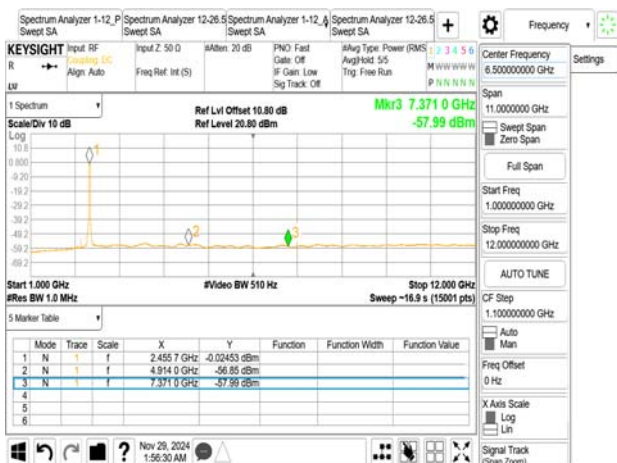 Spectrum Analyzer 1-12_P
Swept SA
Spectrum Analyzer 12-26.5
Swept SA
Spectrum Analyzer 1-12_A
Swept SA
Spectrum Analyzer 12-26.5
Swept SA
+
Frequency
KEYSIGHT
R
Input: RF
Coupling: DC
Align: Auto
Input Z: 50 Ω
Freq Ref: Int (S)
#Atten: 20 dB
PNO: Fast
Gate: Off
IF Gain: Low
Sig Track: Off
#Avg Type: Power (RMS
Avg|Hold: 5/5
Trig: Free Run
1 2 3 4 5 6
M W W W W W
P N N N N N
1 Spectrum
Scale/Div 10 dB
Log
Ref Lvl Offset 10.80 dB
Ref Level 20.80 dBm
Mkr3 7.371 0 GHz
-57.99 dBm
10.8
0.800
-9.20
-19.2
-29.2
-39.2
-49.2
-59.2
-69.2
1
2
3
Start 1.000 GHz
#Res BW 1.0 MHz
#Video BW 510 Hz
Stop 12.000 GHz
Sweep ~16.9 s (15001 pts)
5 Marker Table
Mode Trace Scale X Y Function Function Width Function Value
1 N 1 f 2.455 7 GHz -0.02453 dBm
2 N 1 f 4.914 0 GHz -56.85 dBm
3 N 1 f 7.371 0 GHz -57.99 dBm
4
5
6
Nov 29, 2024
1:56:30 AM
?
Center Frequency
6.500000000 GHz
Settings
Span
11.0000000 GHz
Swept Span
Zero Span
Full Span
Start Freq
1.000000000 GHz
Stop Freq
12.000000000 GHz
AUTO TUNE
CF Step
1.100000000 GHz
Auto
Man
Freq Offset
0 Hz
X Axis Scale
Log
Lin
Signal Track
(Span Zoom)